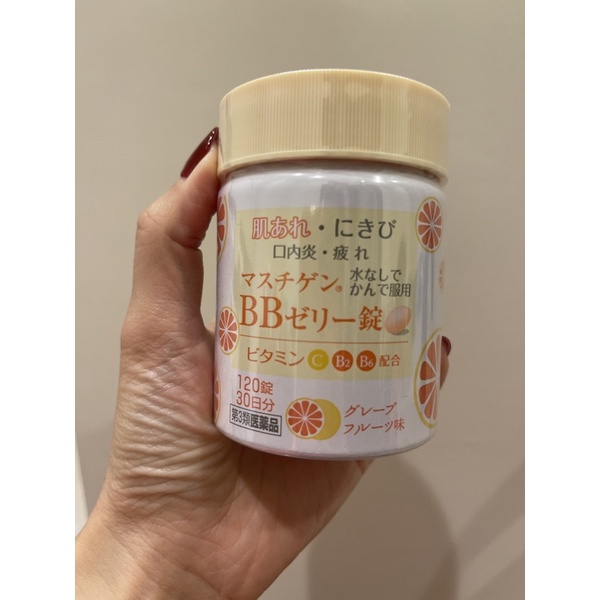 肌あれ・にきび
口内炎・疲れ
マスチゲン® 水なしで
かんで服用
BBゼリー錠
ビタミン C B2 B6 配合
120錠
30日分
第3類医薬品
グレープ
フルーツ味